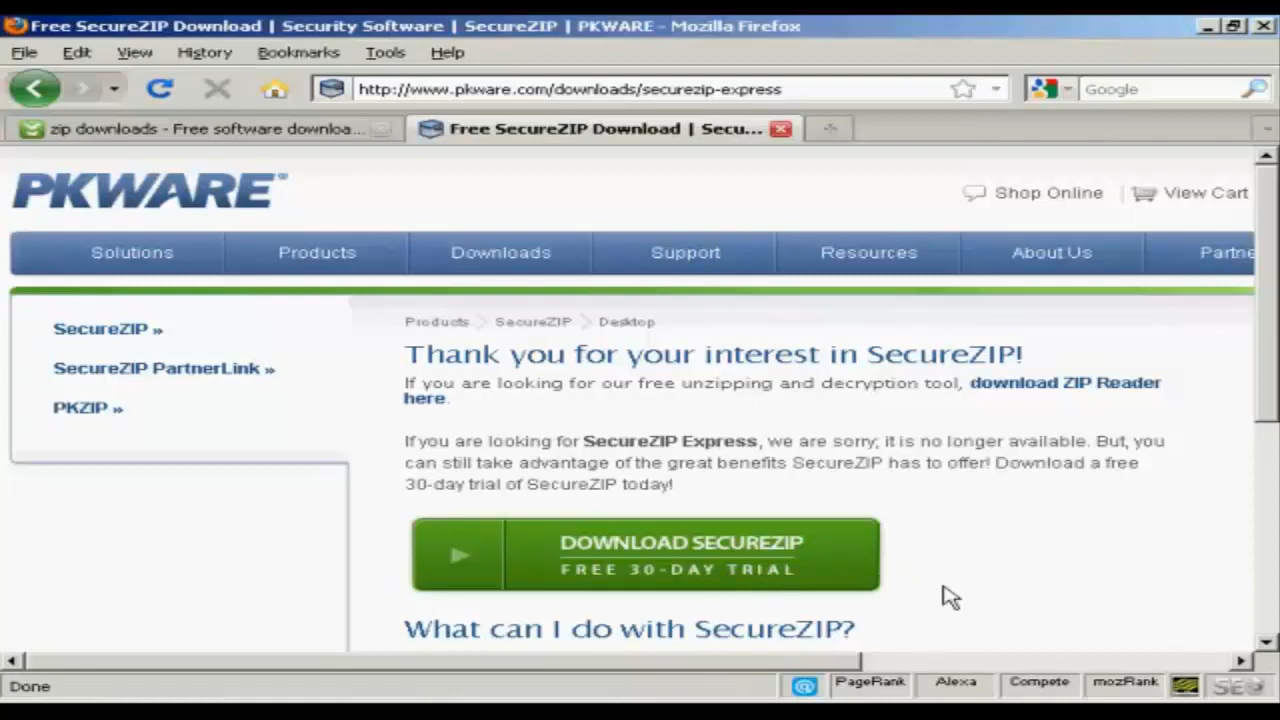 Free SecureZIP Download | Security Software | SecureZIP | PKWARE - Mozilla Firefox
File Edit View History Bookmarks Tools Help
http://www.pkware.com/downloads/securezip-express Google
zip downloads - Free software downloa... Free SecureZIP Download | Secu...
PKWARE®
Shop Online | View Cart
Solutions Products Downloads Support Resources About Us Partne
SecureZIP »
SecureZIP PartnerLink »
PKZIP »
Products SecureZIP Desktop
Thank you for your interest in SecureZIP!
If you are looking for our free unzipping and decryption tool, download ZIP Reader
here.
If you are looking for SecureZIP Express, we are sorry; it is no longer available. But, you
can still take advantage of the great benefits SecureZIP has to offer! Download a free
30-day trial of SecureZIP today!
DOWNLOAD SECUREZIP
FREE 30-DAY TRIAL
What can I do with SecureZIP?
Done PageRank Alexa Compete mozRank SEO